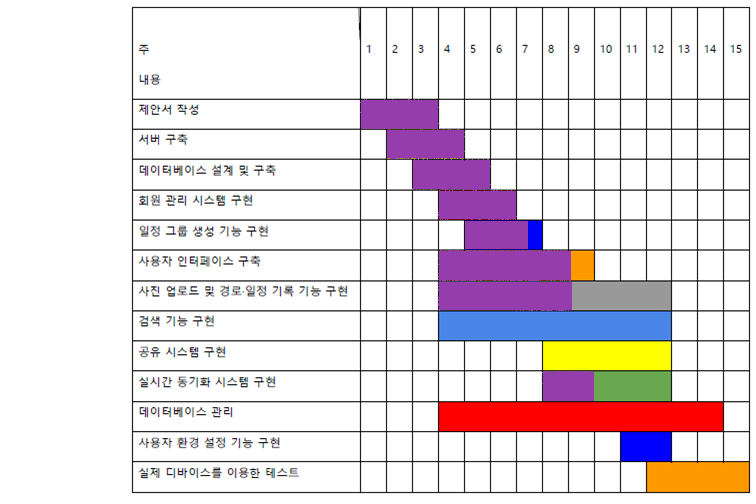 주 1 2 3 4 5 6 7 8 9 10 11 12 13 14 15
내용
제안서 작성
서버 구축
데이터베이스 설계 및 구축
회원 관리 시스템 구현
일정 그룹 생성 기능 구현
사용자 인터페이스 구축
사진 업로드 및 경로·일정 기록 기능 구현
검색 기능 구현
공유 시스템 구현
실시간 동기화 시스템 구현
데이터베이스 관리
사용자 환경 설정 기능 구현
실제 디바이스를 이용한 테스트